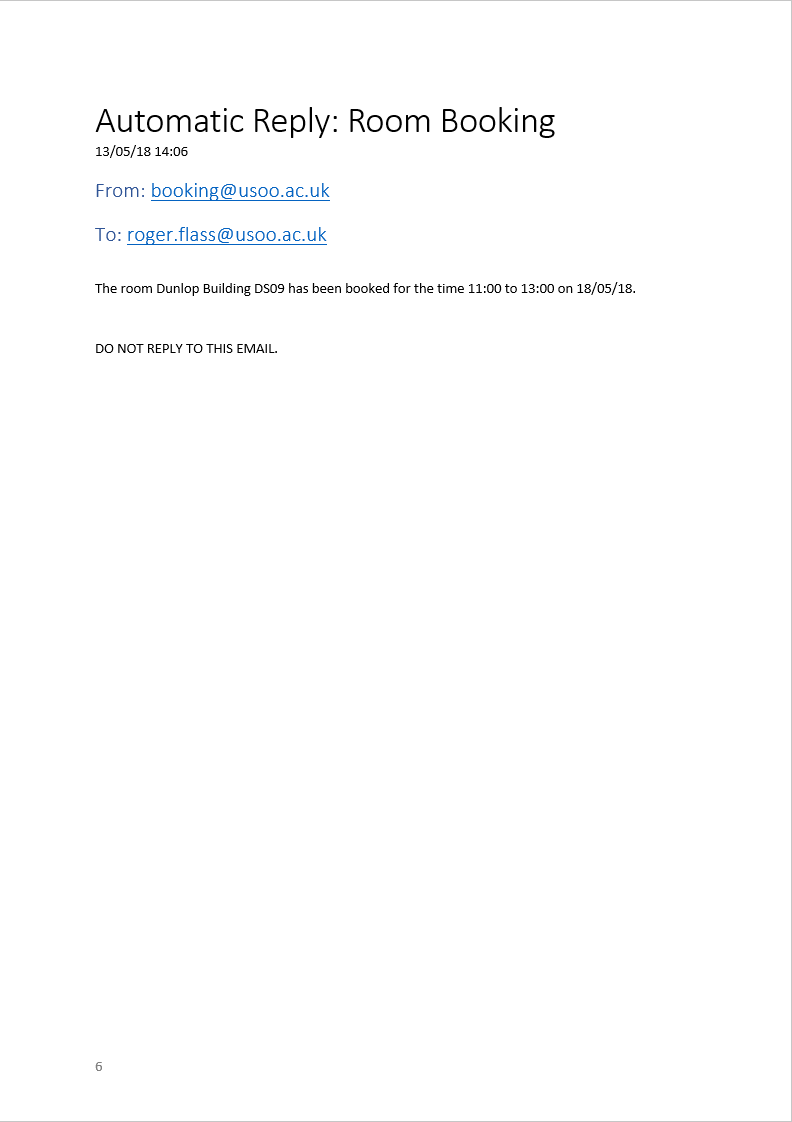 Automatic Reply: Room Booking
13/05/18 14:06
From: booking@usoo.ac.uk
To: roger.flass@usoo.ac.uk
The room Dunlop Building DS09 has been booked for the time 11:00 to 13:00 on 18/05/18.
DO NOT REPLY TO THIS EMAIL.
6